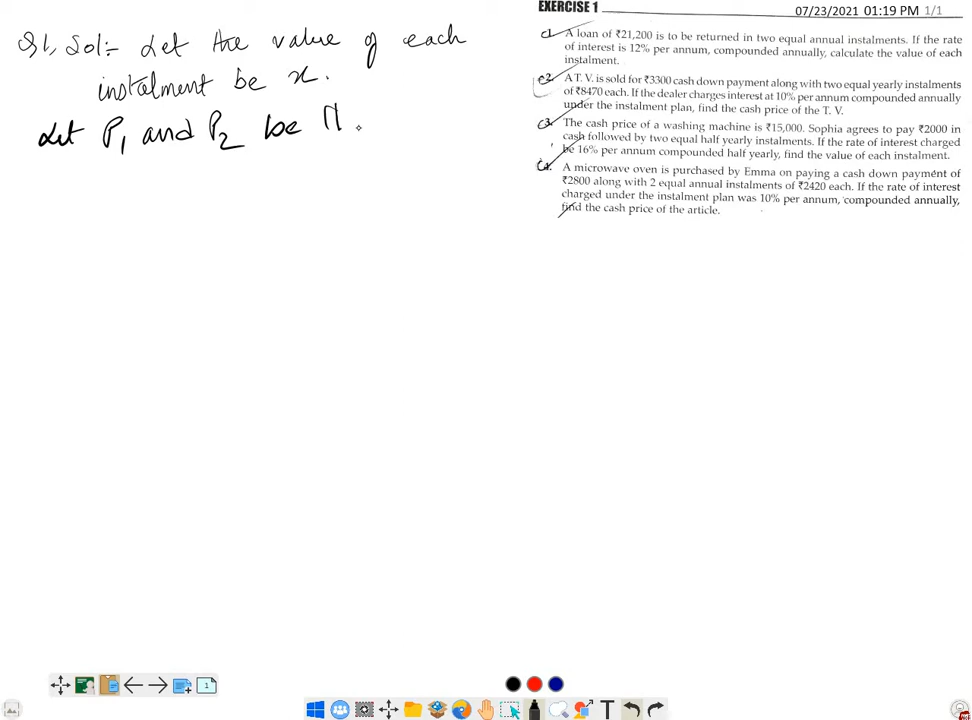 EXERCISE 1
07/23/2021 01:19 PM 1/1
Q1, Sol:- Let the value of each
instalment be x.
Let P1 and P2 be
A loan of ₹21,200 is to be returned in two equal annual instalments. If the rate
of interest is 12% per annum, compounded annually, calculate the value of each
instalment.
A T. V. is sold for ₹3300 cash down payment along with two equal yearly instalments
of ₹8470 each. If the dealer charges interest at 10% per annum compounded annually
under the instalment plan, find the cash price of the T. V.
The cash price of a washing machine is ₹15,000. Sophia agrees to pay ₹2000 in
cash followed by two equal half yearly instalments. If the rate of interest charged
be 16% per annum compounded half yearly, find the value of each instalment.
A microwave oven is purchased by Emma on paying a cash down payment of
₹2800 along with 2 equal annual instalments of ₹2420 each. If the rate of interest
charged under the instalment plan was 10% per annum, compounded annually,
find the cash price of the article.
1
T